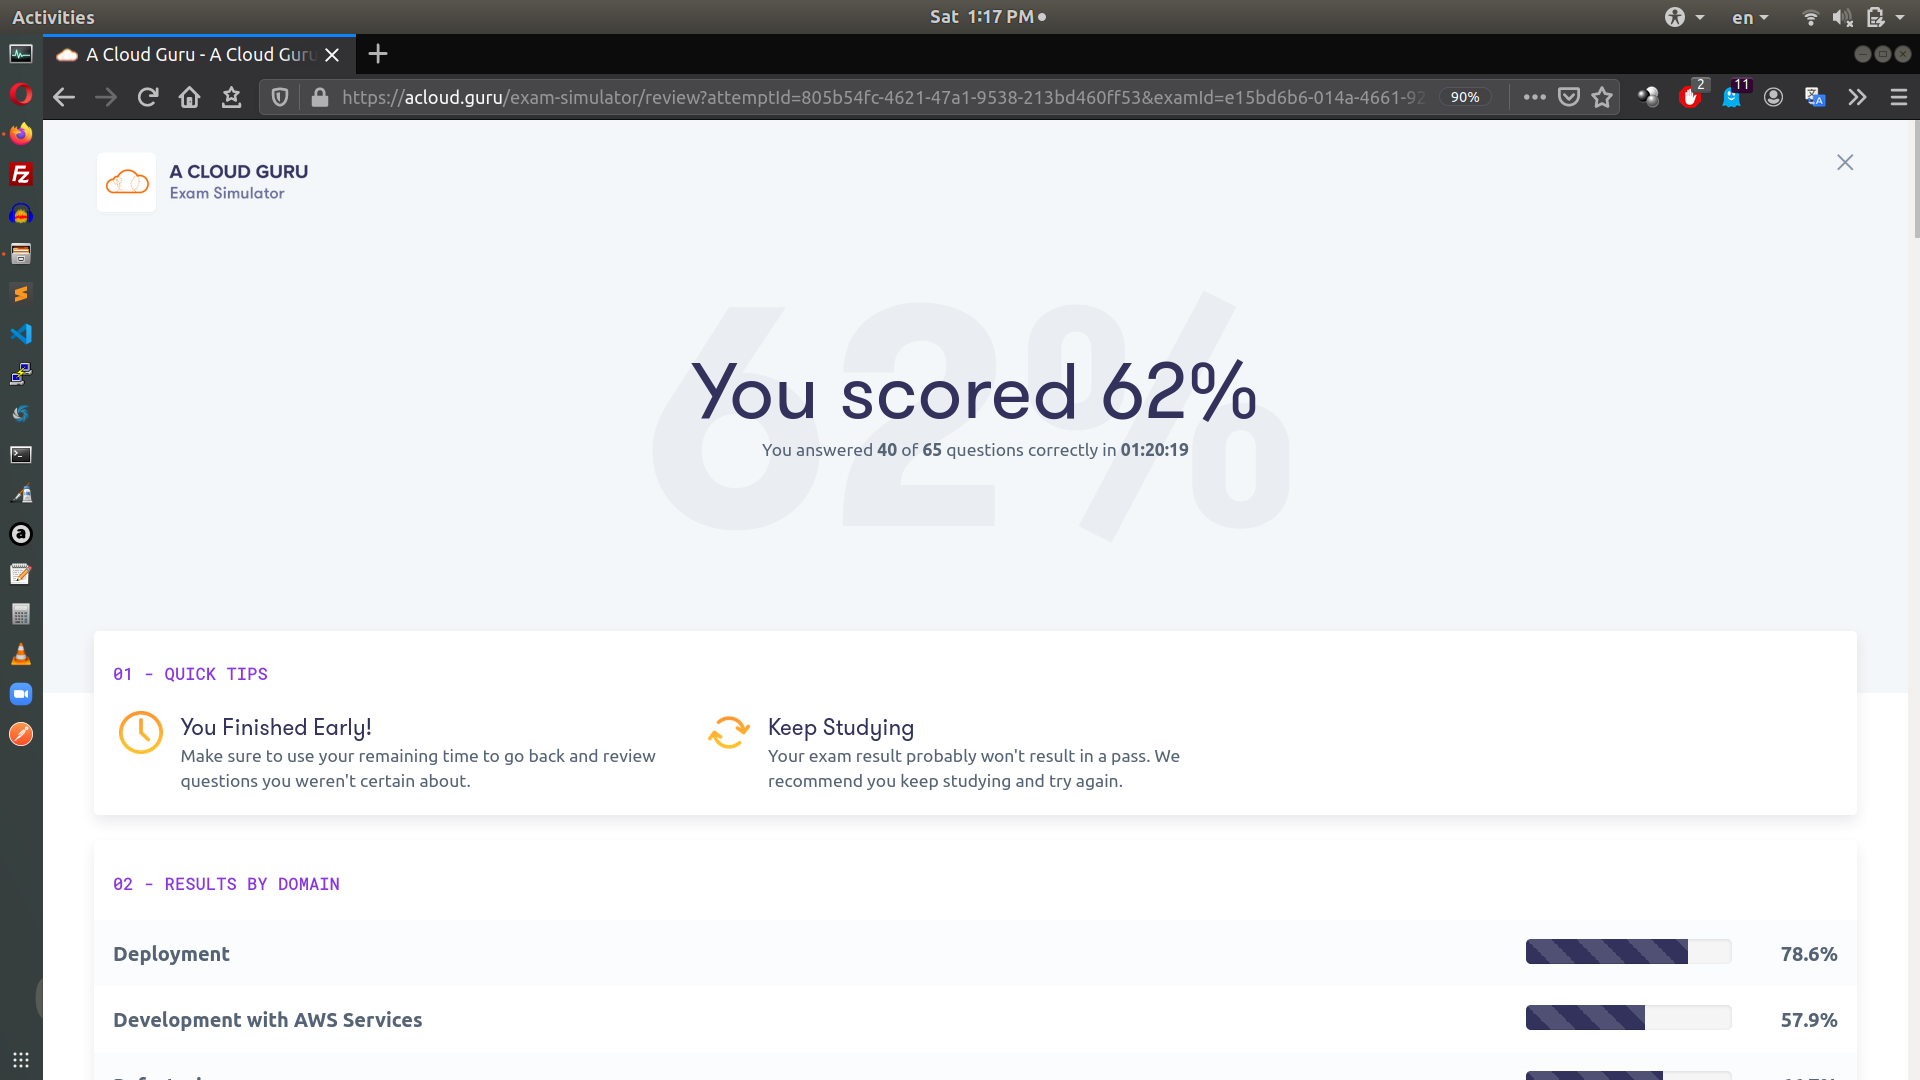 Activities
Sat 1:17 PM
en
A Cloud Guru - A Cloud Guru
https://acloud.guru/exam-simulator/review?attemptId=805b54fc-4621-47a1-9538-213bd460ff53&examId=e15bd6b6-014a-4661-92
90%
2
11
A CLOUD GURU
Exam Simulator
62%
You scored 62%
You answered 40 of 65 questions correctly in 01:20:19
01 - QUICK TIPS
You Finished Early!
Make sure to use your remaining time to go back and review
questions you weren't certain about.
Keep Studying
Your exam result probably won't result in a pass. We
recommend you keep studying and try again.
02 - RESULTS BY DOMAIN
Deployment
78.6%
Development with AWS Services
57.9%